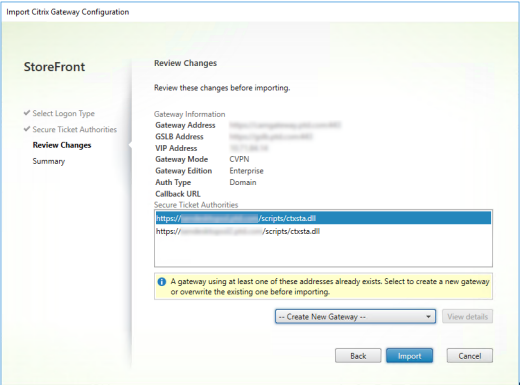 Import Citrix Gateway Configuration
StoreFront
Select Logon Type
Secure Ticket Authorities
Review Changes
Summary
Review Changes
Review these changes before importing.
Gateway Information
Gateway Address
GSLB Address
VIP Address
Gateway Mode CVPN
Gateway Edition Enterprise
Auth Type Domain
Callback URL
Secure Ticket Authorities
https:// /scripts/ctxsta.dll
https:// /scripts/ctxsta.dll
A gateway using at least one of these addresses already exists. Select to create a new gateway
or overwrite the existing one before importing.
-- Create New Gateway --
View details
Back Import Cancel